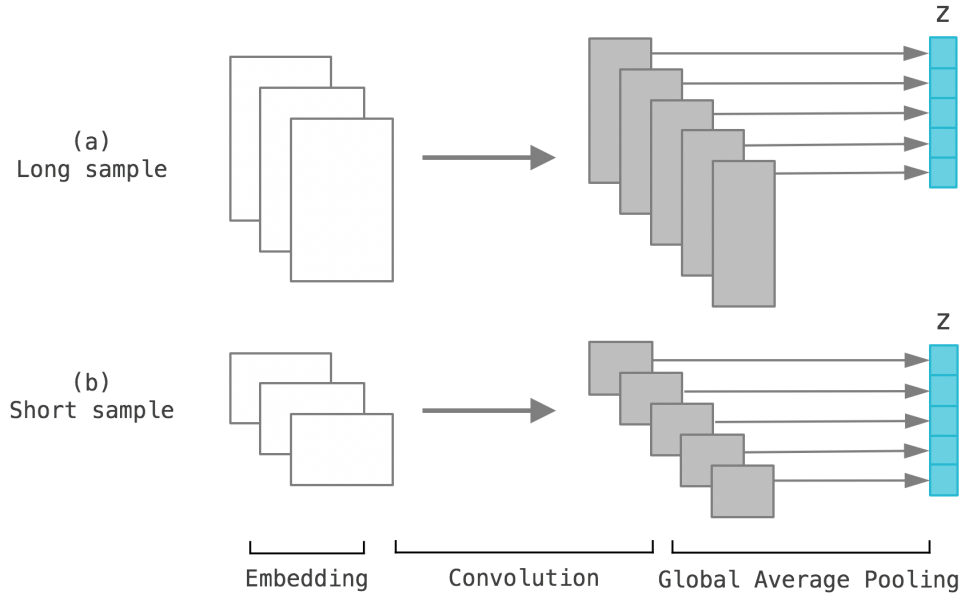 Z
(a)
Long sample
Z
(b)
Short sample
Embedding
Convolution
Global Average Pooling